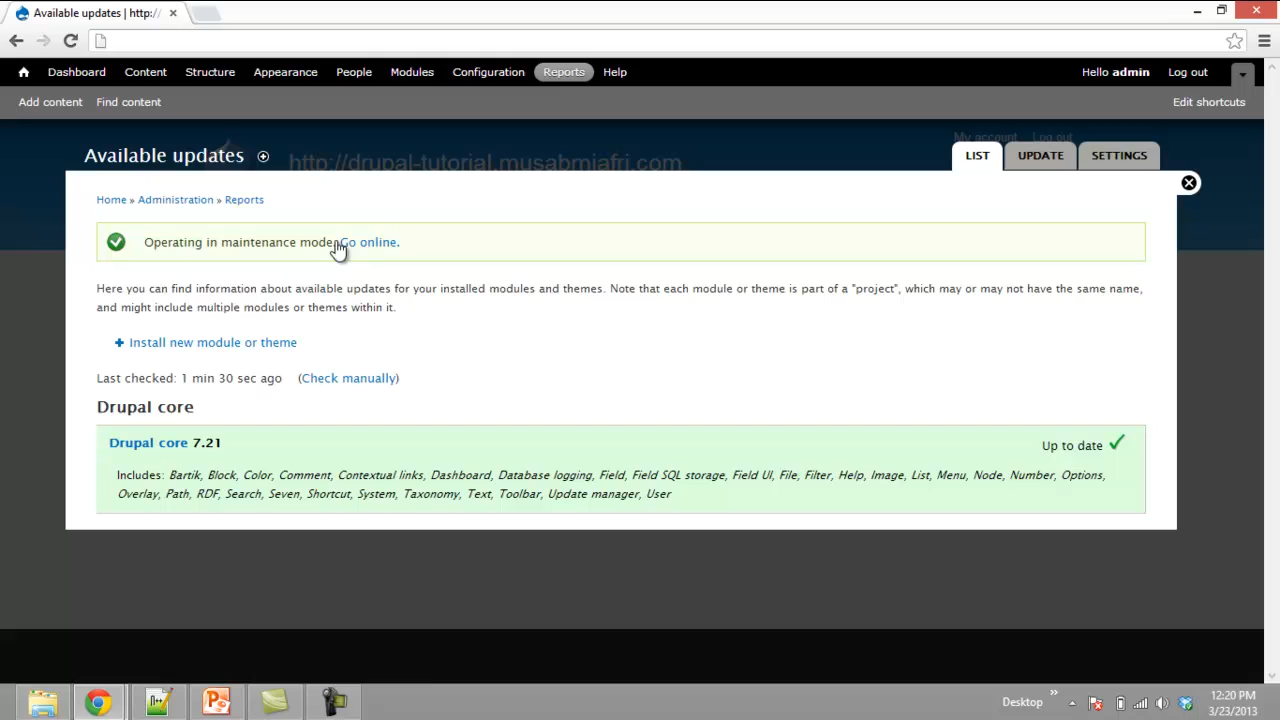 Available updates | http://
Dashboard Content Structure Appearance People Modules Configuration Reports Help Hello admin Log out
Add content Find content Edit shortcuts
My account Log out
Available updates http://drupal-tutorial.musabmjafri.com LIST UPDATE SETTINGS
Home » Administration » Reports
Operating in maintenance mode. Go online.
Here you can find information about available updates for your installed modules and themes. Note that each module or theme is part of a "project", which may or may not have the same name,
and might include multiple modules or themes within it.
Install new module or theme
Last checked: 1 min 30 sec ago (Check manually)
Drupal core
Drupal core 7.21 Up to date
Includes: Bartik, Block, Color, Comment, Contextual links, Dashboard, Database logging, Field, Field SQL storage, Field UI, File, Filter, Help, Image, List, Menu, Node, Number, Options,
Overlay, Path, RDF, Search, Seven, Shortcut, System, Taxonomy, Text, Toolbar, Update manager, User
Desktop
12:20 PM
3/23/2013